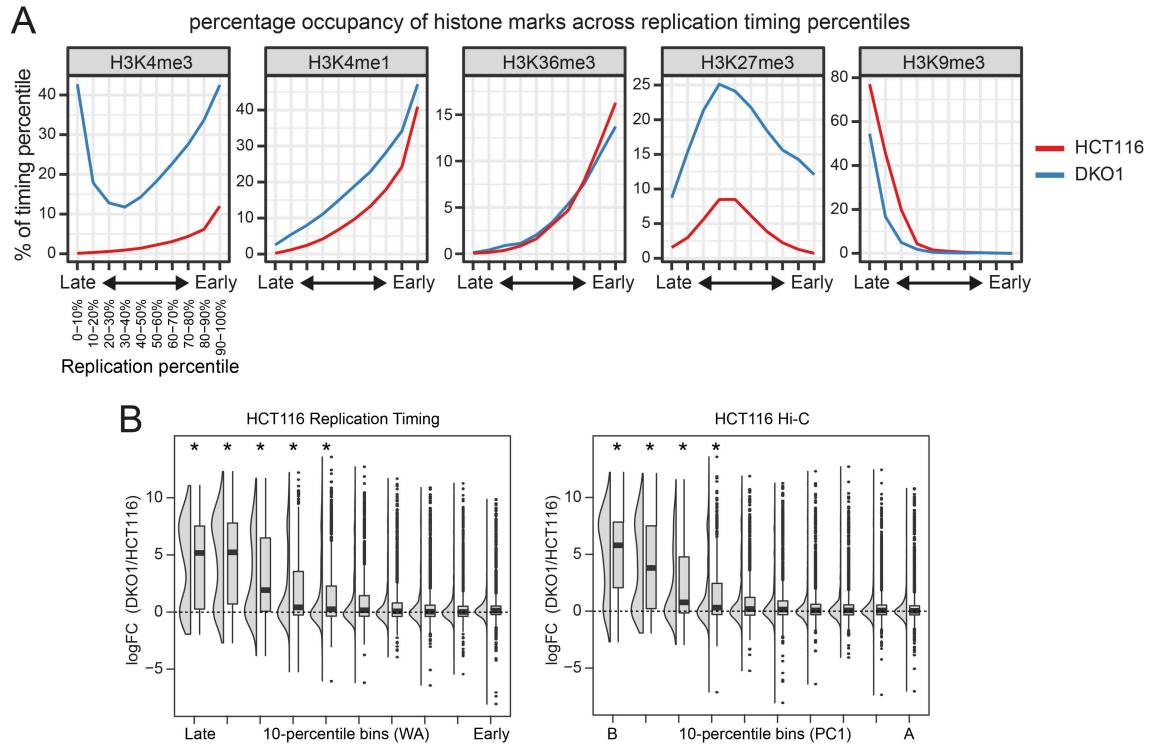 A
percentage occupancy of histone marks across replication timing percentiles
H3K4me3 H3K4me1 H3K36me3 H3K27me3 H3K9me3
% of timing percentile
40
30
20
10
0
40
30
20
10
0
15
10
5
0
25
20
15
10
5
0
80
60
40
20
0
HCT116
DKO1
Late Early Late Early Late Early Late Early Late Early
0-10%
10-20%
20-30%
30-40%
40-50%
50-60%
60-70%
70-80%
80-90%
90-100%
Replication percentile
B
HCT116 Replication Timing
* * * * *
logFC (DKO1/HCT116)
10
5
0
-5
Late 10-percentile bins (WA) Early
HCT116 Hi-C
* * * *
logFC (DKO1/HCT116)
10
5
0
-5
B 10-percentile bins (PC1) A